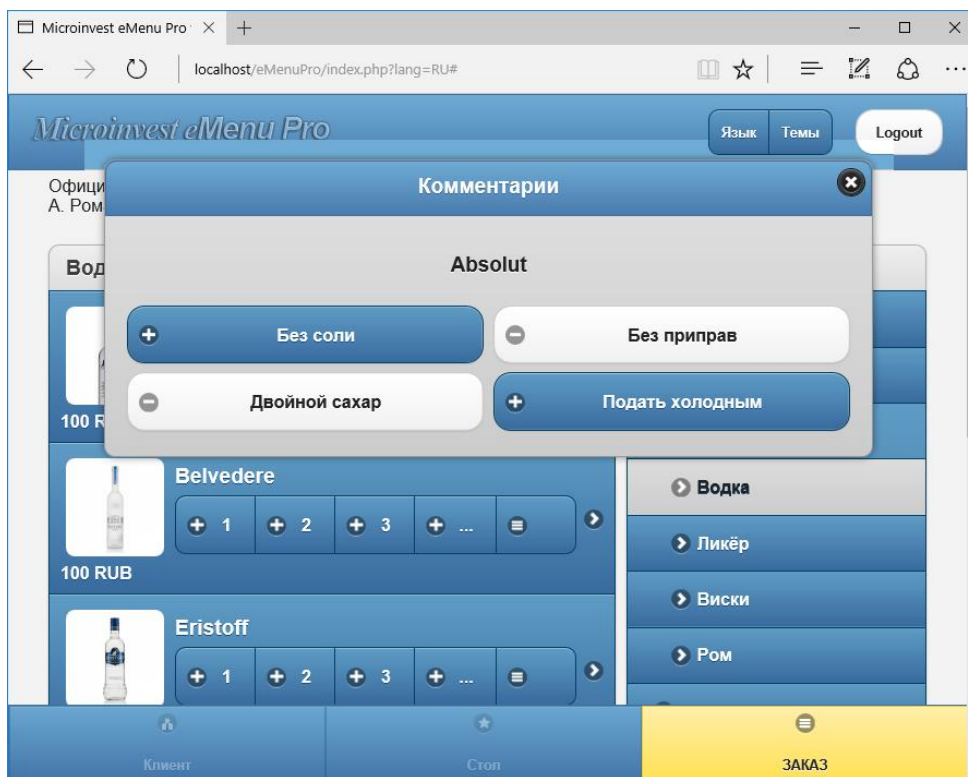 Microinvest eMenu Pro
localhost/eMenuPro/index.php?lang=RU#
Microinvest eMenu Pro
Язык
Темы
Logout
Офици
А. Ром
Комментарии
Absolut
Без соли
Без приправ
Двойной сахар
Подать холодным
Вод
100 R
Belvedere
1
2
3
...
100 RUB
Eristoff
1
2
3
...
Водка
Ликёр
Виски
Ром
Клиент
Стол
ЗАКАЗ